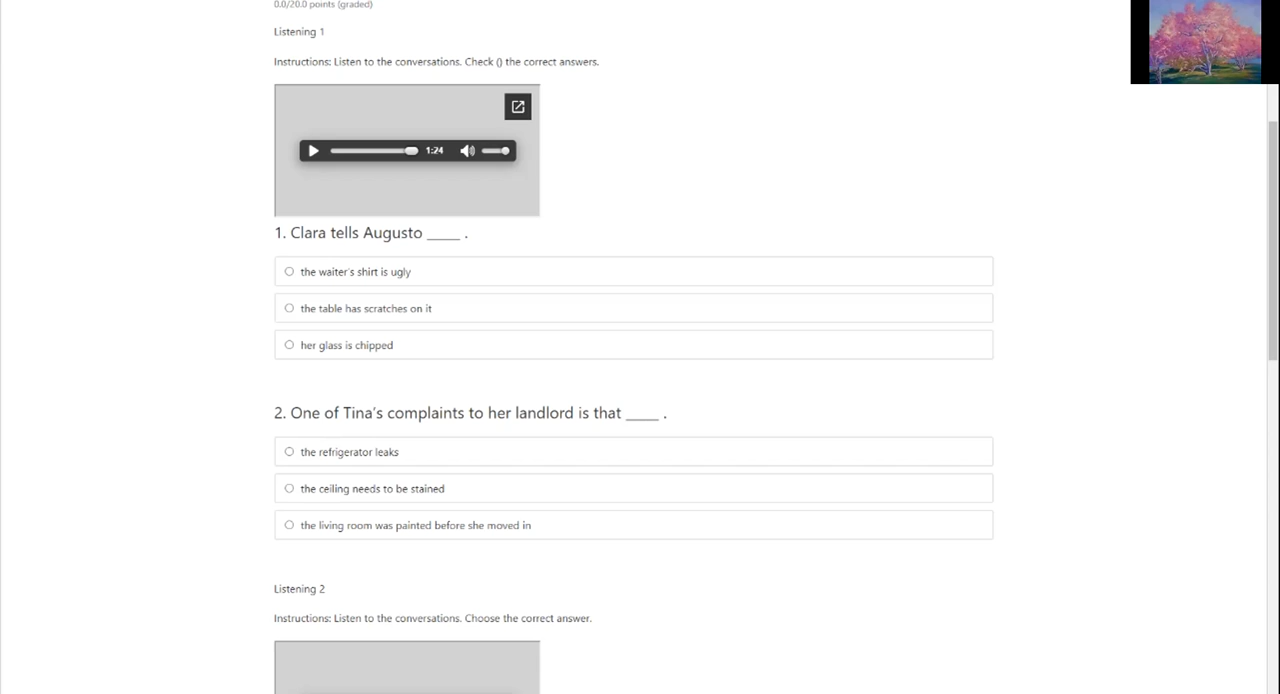 0.0/20.0 points (graded)
Listening 1
Instructions: Listen to the conversations. Check () the correct answers.
1:24
1. Clara tells Augusto ____ .
the waiter's shirt is ugly
the table has scratches on it
her glass is chipped
2. One of Tina's complaints to her landlord is that ____ .
the refrigerator leaks
the ceiling needs to be stained
the living room was painted before she moved in
Listening 2
Instructions: Listen to the conversations. Choose the correct answer.